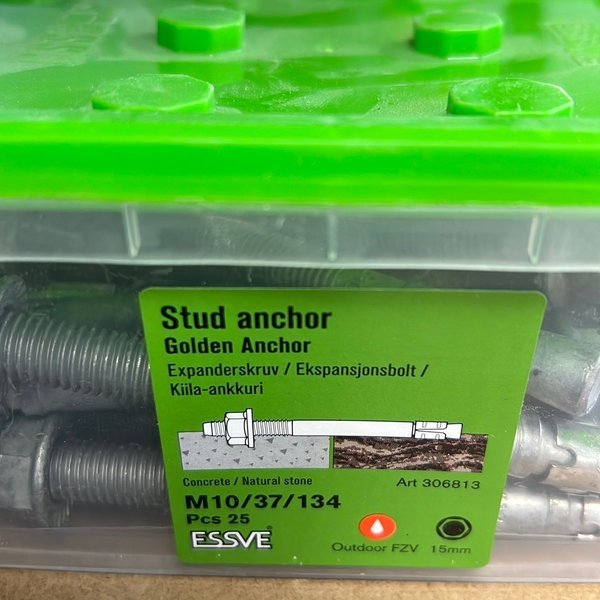 Stud anchor
Golden Anchor
Expanderskruv / Ekspansjonsbolt /
Kiila-ankkuri
Concrete / Natural stone
Art 306813
M10/37/134
Pcs 25
ESSVE®
Outdoor FZV 15mm